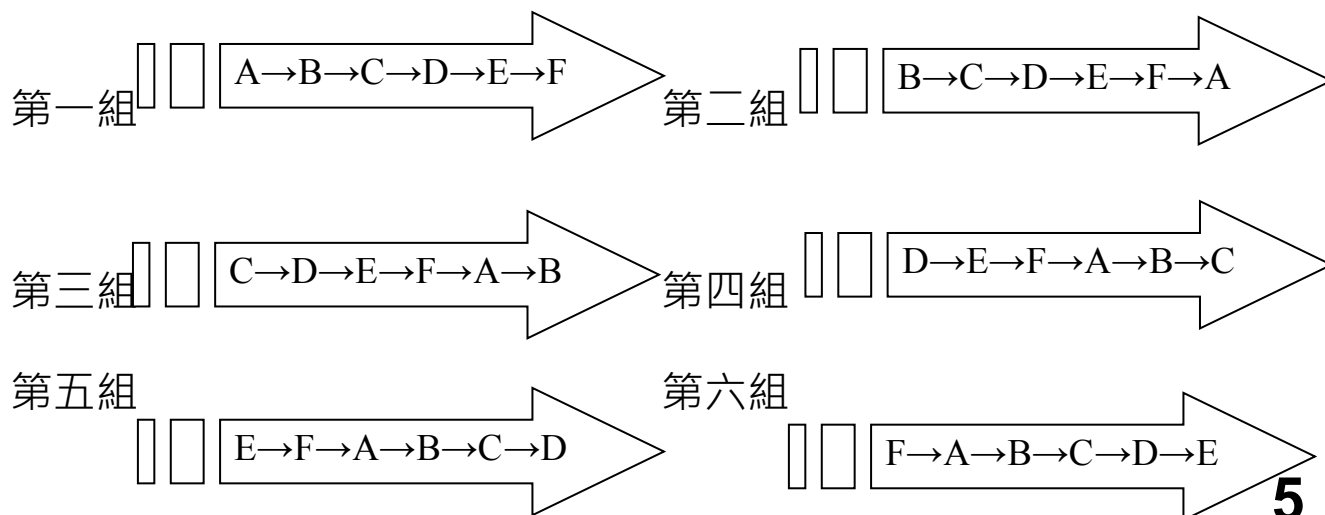 第一組 A→B→C→D→E→F
第二組 B→C→D→E→F→A
第三組 C→D→E→F→A→B
第四組 D→E→F→A→B→C
第五組 E→F→A→B→C→D
第六組 F→A→B→C→D→E
5